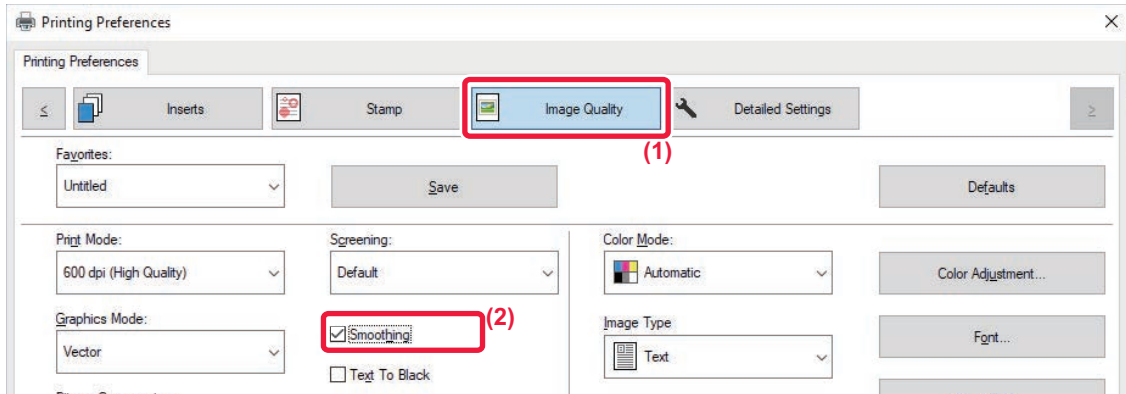 Printing Preferences
Printing Preferences
< Inserts Stamp Image Quality Detailed Settings >
(1)
Favorites:
Untitled Save Defaults
Print Mode: Screening: Color Mode:
600 dpi (High Quality) Default Automatic Color Adjustment...
Graphics Mode: Smoothing (2) Image Type
Vector Text Font...
Text To Black